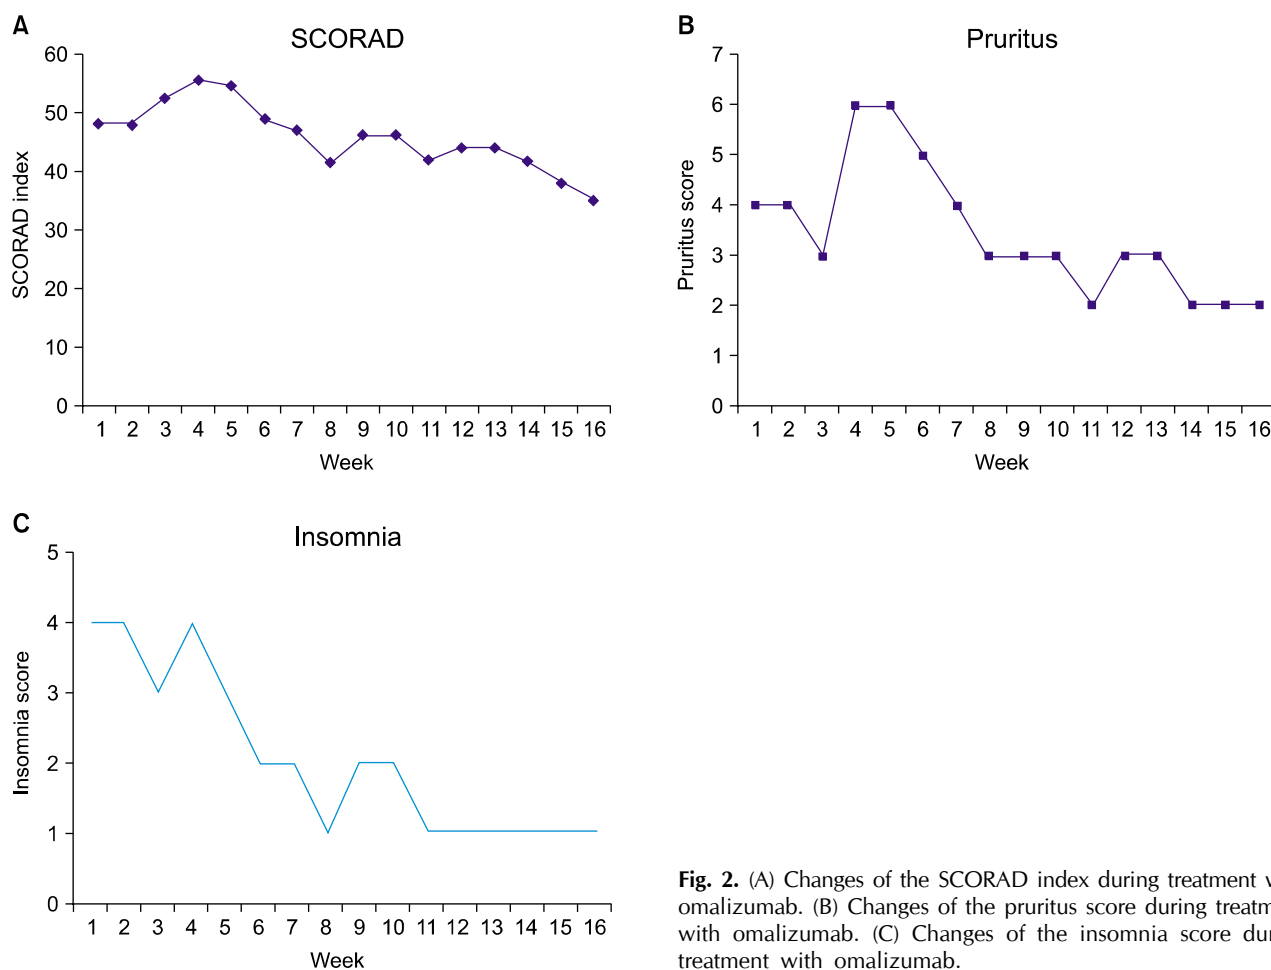 A
SCORAD
60
50
40
30
20
10
0
SCORAD index
1 2 3 4 5 6 7 8 9 10 11 12 13 14 15 16
Week
B
Pruritus
7
6
5
4
3
2
1
0
Pruritus score
1 2 3 4 5 6 7 8 9 10 11 12 13 14 15 16
Week
C
Insomnia
5
4
3
2
1
0
Insomnia score
1 2 3 4 5 6 7 8 9 10 11 12 13 14 15 16
Week
Fig. 2. (A) Changes of the SCORAD index during treatment
omalizumab. (B) Changes of the pruritus score during
with omalizumab. (C) Changes of the insomnia score
treatment with omalizumab.